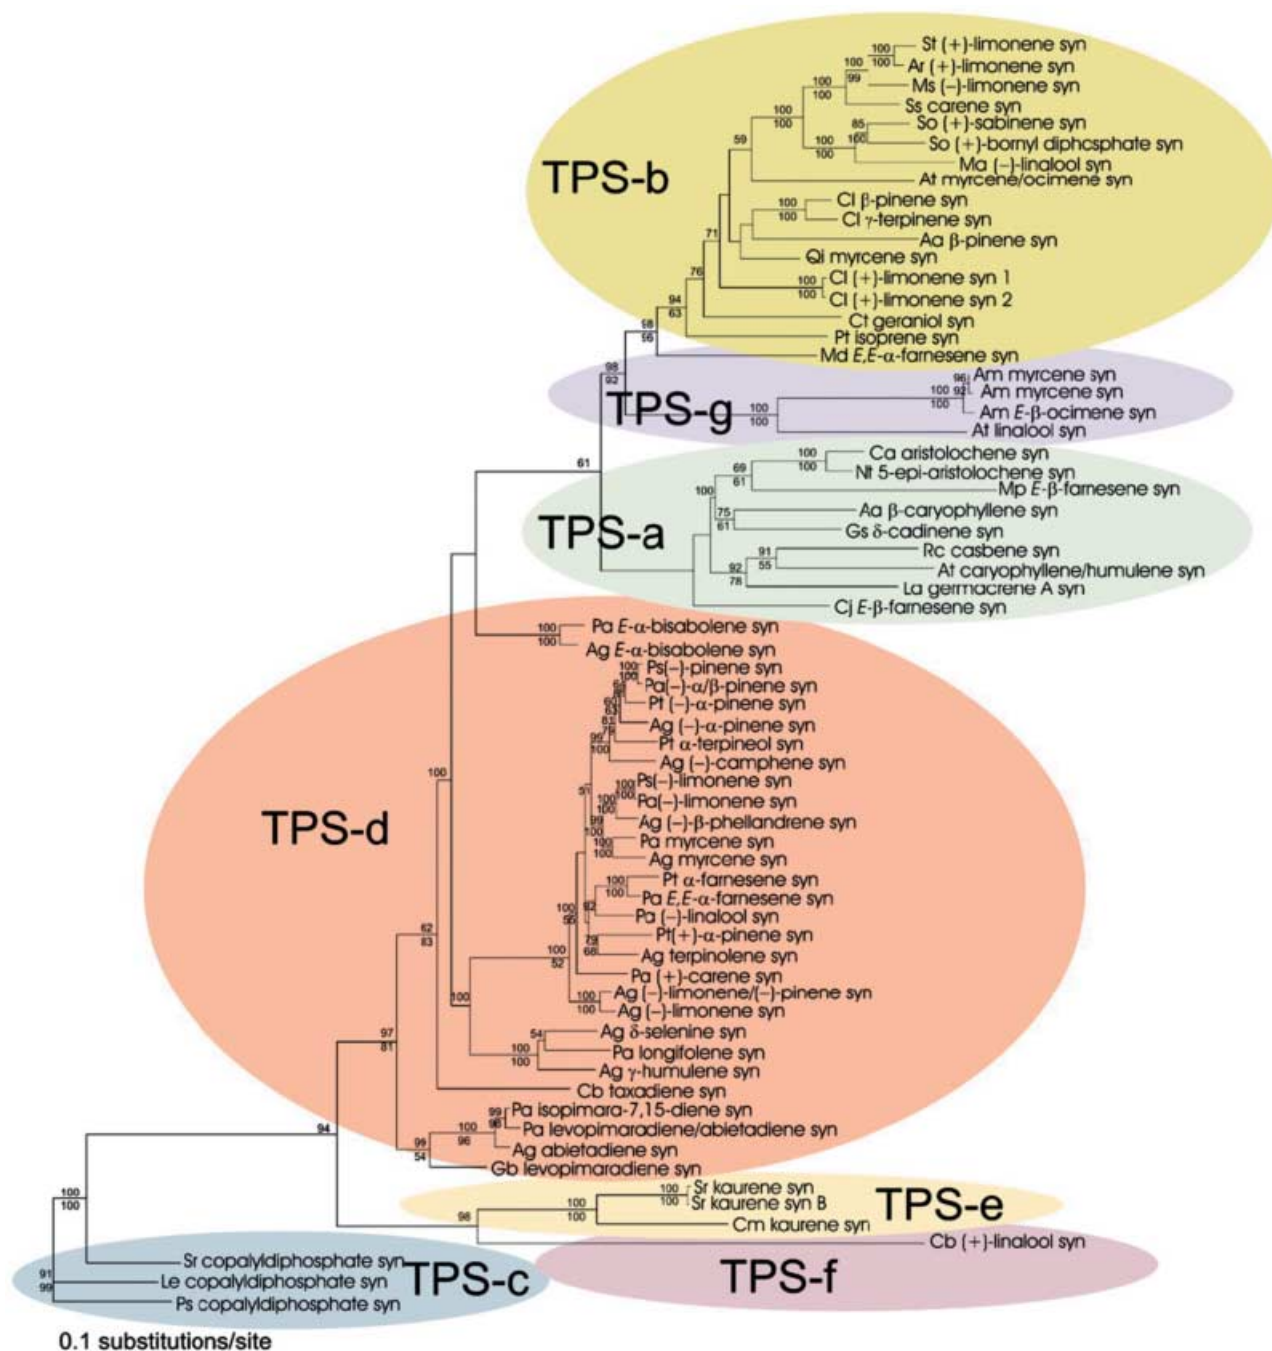 St (+)-limonene syn
Ar (+)-limonene syn
Ms (–)-limonene syn
Ss carene syn
So (+)-sabinene syn
So (+)-bornyl diphcsphate syn
Ma (–)-linalool syn
At myrcene/ocimene syn
TPS-b
Cl β-pinene syn
Cl γ-terpinene syn
Aa β-pinene syn
Qi myrcene syn
Cl (+)-limonene syn 1
Cl (+)-limonene syn 2
Ct geraniol syn
Pt isoprene syn
Md E,E-α-farnesene syn
Am myrcene syn
Am myrcene syn
TPS-g
Am E-β-ocimene syn
At linalool syn
Ca aristolochene syn
Nt 5-epi-aristolochene syn
Mp E-β-farnesene syn
Aa β-caryophyllene syn
TPS-a
Gs δ-cadinene syn
Rc casbene syn
At caryophyllene/humulene syn
La germacrene A syn
Cj E-β-farnesene syn
Pa E-α-bisabolene syn
Ag E-α-bisabolene syn
Ps(–)-pinene syn
Pa(–)-α/β-pinene syn
Pt (–)-α-pinene syn
Ag (–)-α-pinene syn
Pt α-terpineol syn
Ag (–)-camphene syn
Ps(–)-limonene syn
Pa(–)-limonene syn
Ag (–)-β-phellandrene syn
TPS-d
Pa myrcene syn
Ag myrcene syn
Pt α-farnesene syn
Pa E,E-α-farnesene syn
Pa (–)-linalool syn
Pt(+)-α-pinene syn
Ag terpinolene syn
Pa (+)-carene syn
Ag (–)-limonene/(–)-pinene syn
Ag (–)-limonene syn
Ag δ-selenine syn
Pa longifolene syn
Ag γ-humulene syn
Cb taxadiene syn
Pa isopimara-7,15-diene syn
Pa levopimaradiene/abietadiene syn
Ag abietadiene syn
Gb levopimaradiene syn
Sr kaurene syn
Sr kaurene syn B
TPS-e
Cm kaurene syn
Cb (+)-linalool syn
Sr copalyldiphosphate syn
TPS-c
TPS-f
Le copalyldiphosphate syn
Ps copalyldiphosphate syn
0.1 substitutions/site